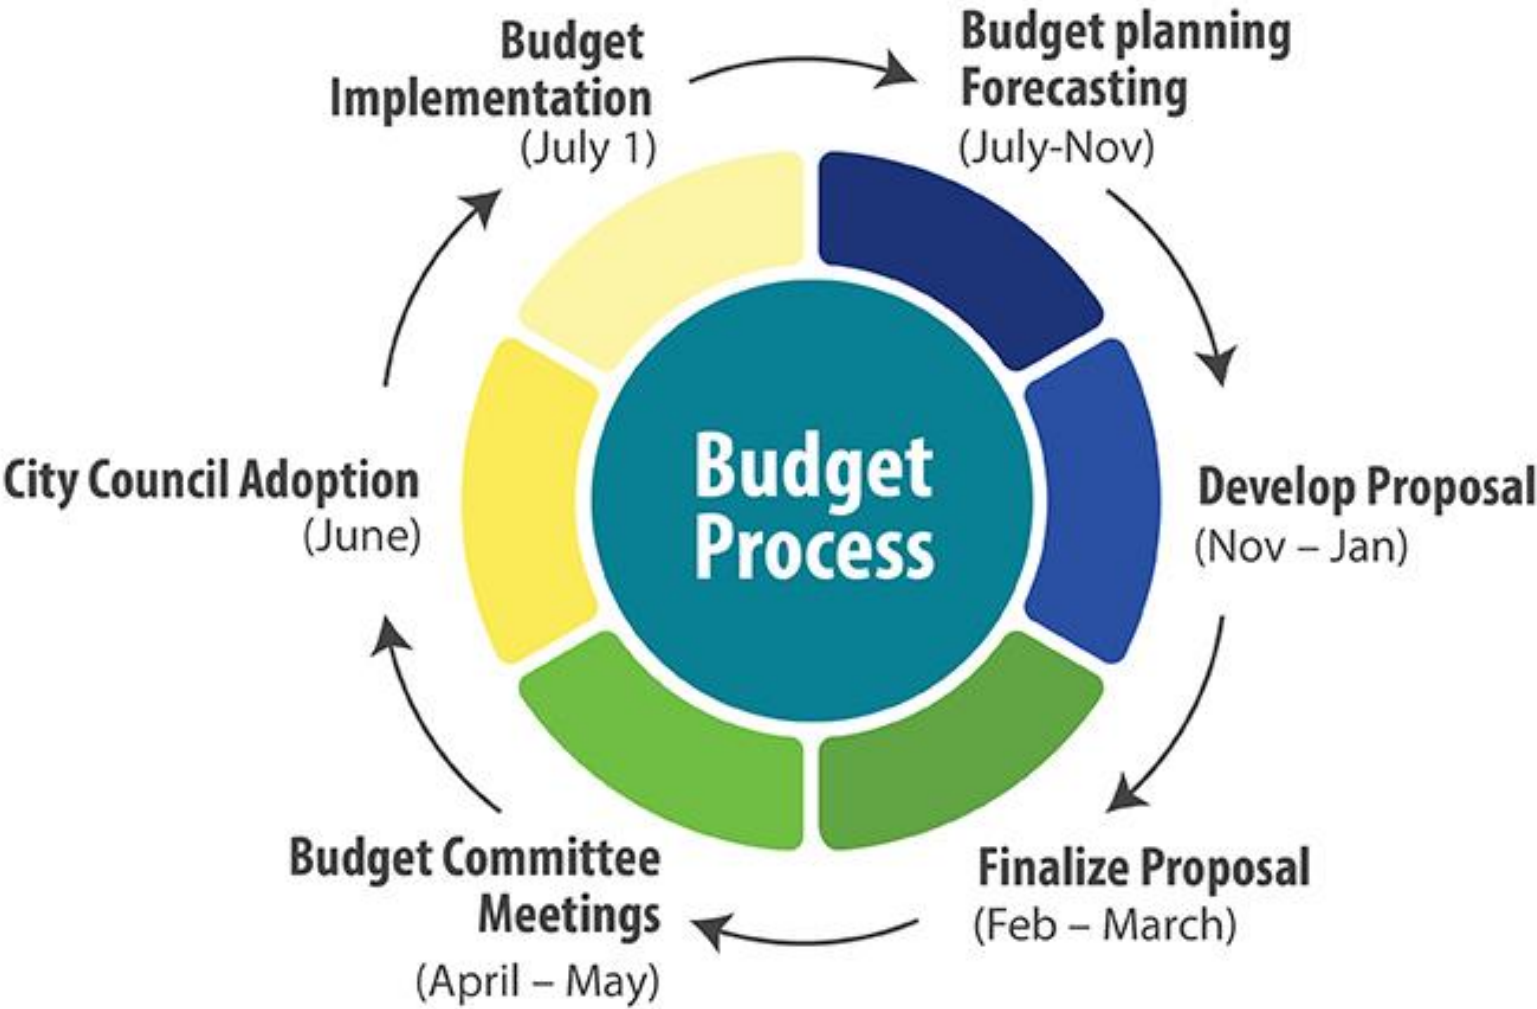 Budget
Implementation
(July 1)
Budget planning
Forecasting
(July-Nov)
Develop Proposal
(Nov – Jan)
Finalize Proposal
(Feb – March)
Budget Committee
Meetings
(April – May)
City Council Adoption
(June)
Budget
Process